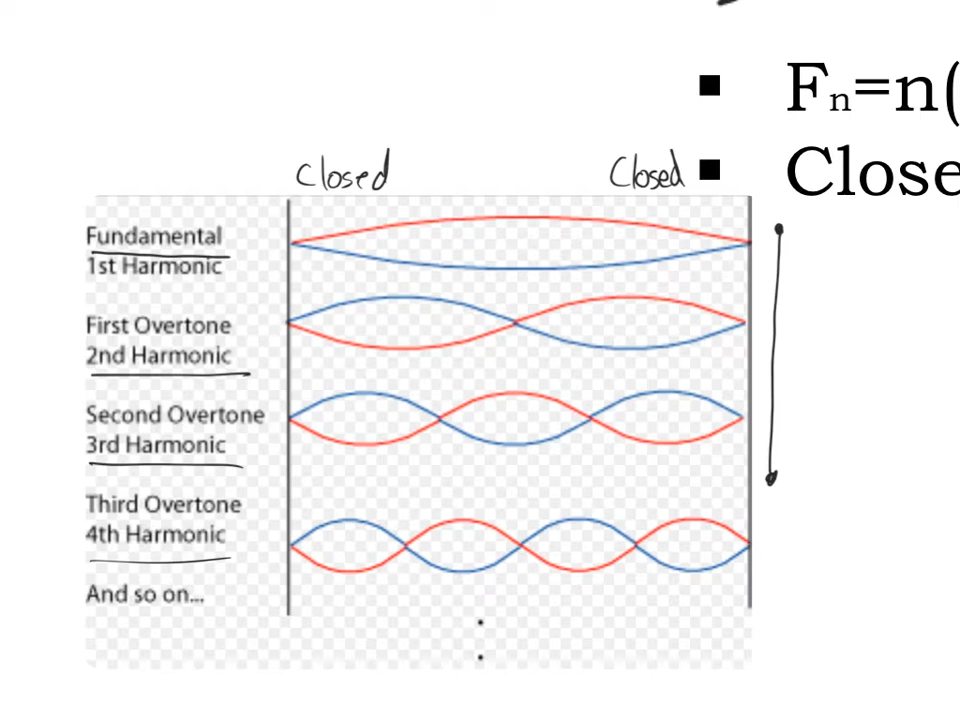 Fn=n(
Close
Closed
Closed
Fundamental
1st Harmonic
First Overtone
2nd Harmonic
Second Overtone
3rd Harmonic
Third Overtone
4th Harmonic
And so on...